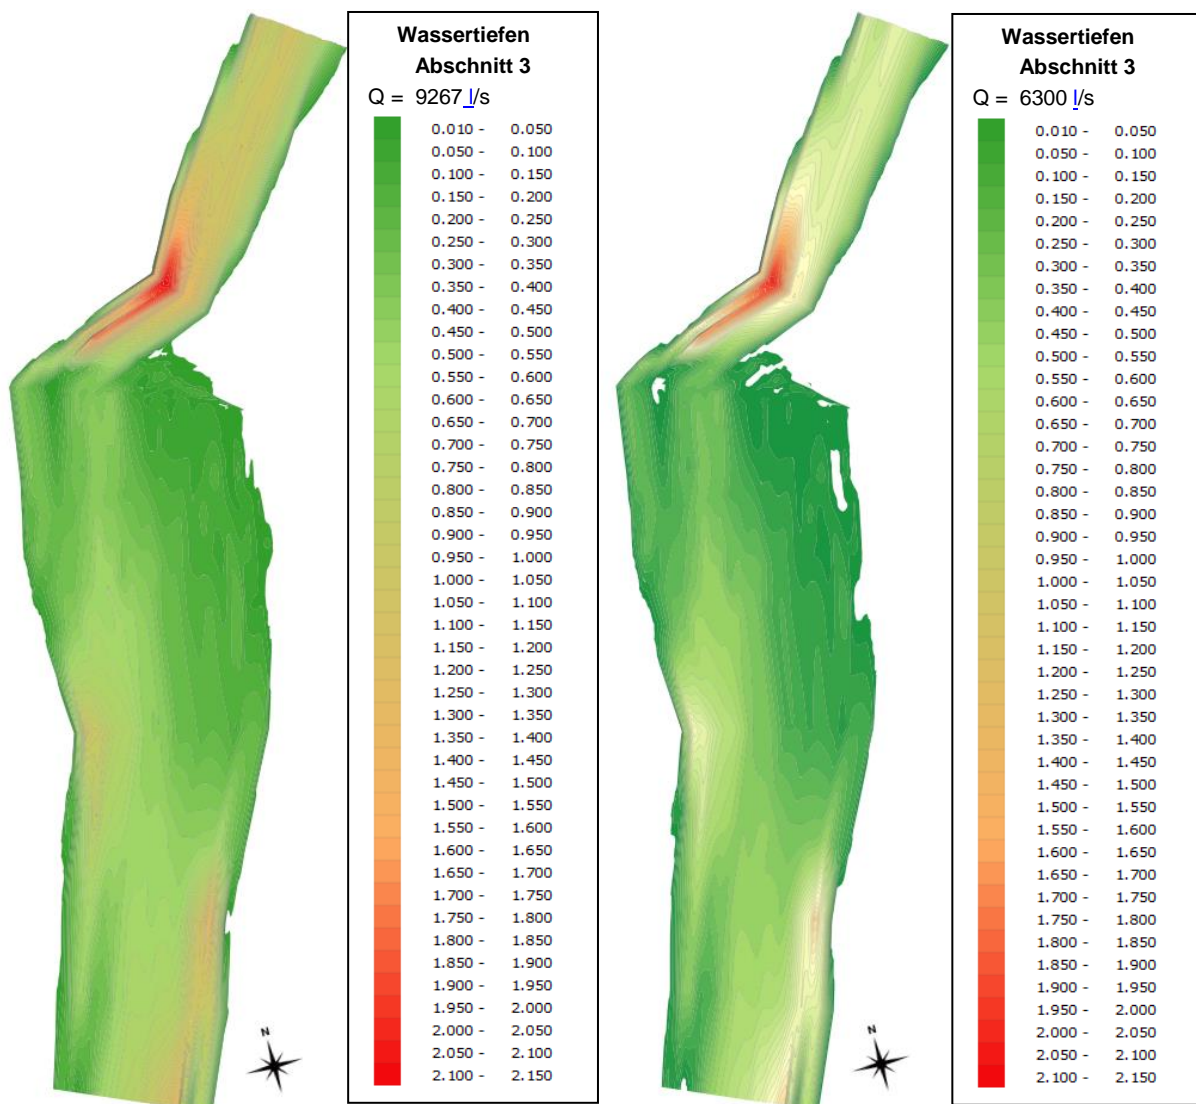 Wassertiefen
Abschnitt 3
Q = 9267 l/s
0.010 - 0.050
0.050 - 0.100
0.100 - 0.150
0.150 - 0.200
0.200 - 0.250
0.250 - 0.300
0.300 - 0.350
0.350 - 0.400
0.400 - 0.450
0.450 - 0.500
0.500 - 0.550
0.550 - 0.600
0.600 - 0.650
0.650 - 0.700
0.700 - 0.750
0.750 - 0.800
0.800 - 0.850
0.850 - 0.900
0.900 - 0.950
0.950 - 1.000
1.000 - 1.050
1.050 - 1.100
1.100 - 1.150
1.150 - 1.200
1.200 - 1.250
1.250 - 1.300
1.300 - 1.350
1.350 - 1.400
1.400 - 1.450
1.450 - 1.500
1.500 - 1.550
1.550 - 1.600
1.600 - 1.650
1.650 - 1.700
1.700 - 1.750
1.750 - 1.800
1.800 - 1.850
1.850 - 1.900
1.900 - 1.950
1.950 - 2.000
2.000 - 2.050
2.050 - 2.100
2.100 - 2.150
N
Wassertiefen
Abschnitt 3
Q = 6300 l/s
0.010 - 0.050
0.050 - 0.100
0.100 - 0.150
0.150 - 0.200
0.200 - 0.250
0.250 - 0.300
0.300 - 0.350
0.350 - 0.400
0.400 - 0.450
0.450 - 0.500
0.500 - 0.550
0.550 - 0.600
0.600 - 0.650
0.650 - 0.700
0.700 - 0.750
0.750 - 0.800
0.800 - 0.850
0.850 - 0.900
0.900 - 0.950
0.950 - 1.000
1.000 - 1.050
1.050 - 1.100
1.100 - 1.150
1.150 - 1.200
1.200 - 1.250
1.250 - 1.300
1.300 - 1.350
1.350 - 1.400
1.400 - 1.450
1.450 - 1.500
1.500 - 1.550
1.550 - 1.600
1.600 - 1.650
1.650 - 1.700
1.700 - 1.750
1.750 - 1.800
1.800 - 1.850
1.850 - 1.900
1.900 - 1.950
1.950 - 2.000
2.000 - 2.050
2.050 - 2.100
2.100 - 2.150
N